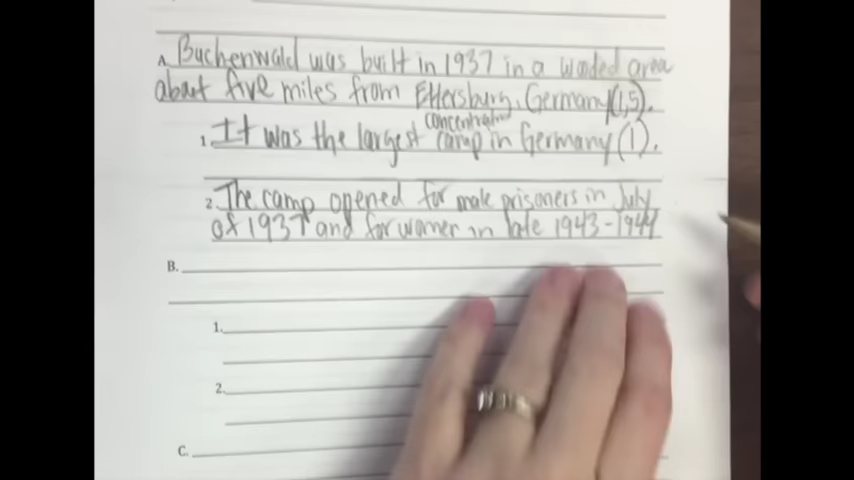 A. Buchenwald was built in 1937 in a wooded area
about five miles from Ettersburg, Germany (1,5).
concentration
1. It was the largest camp in Germany (1).
2. The camp opened for male prisoners in July
of 1937 and for women in late 1943-1944
B.
1.
2.
C.